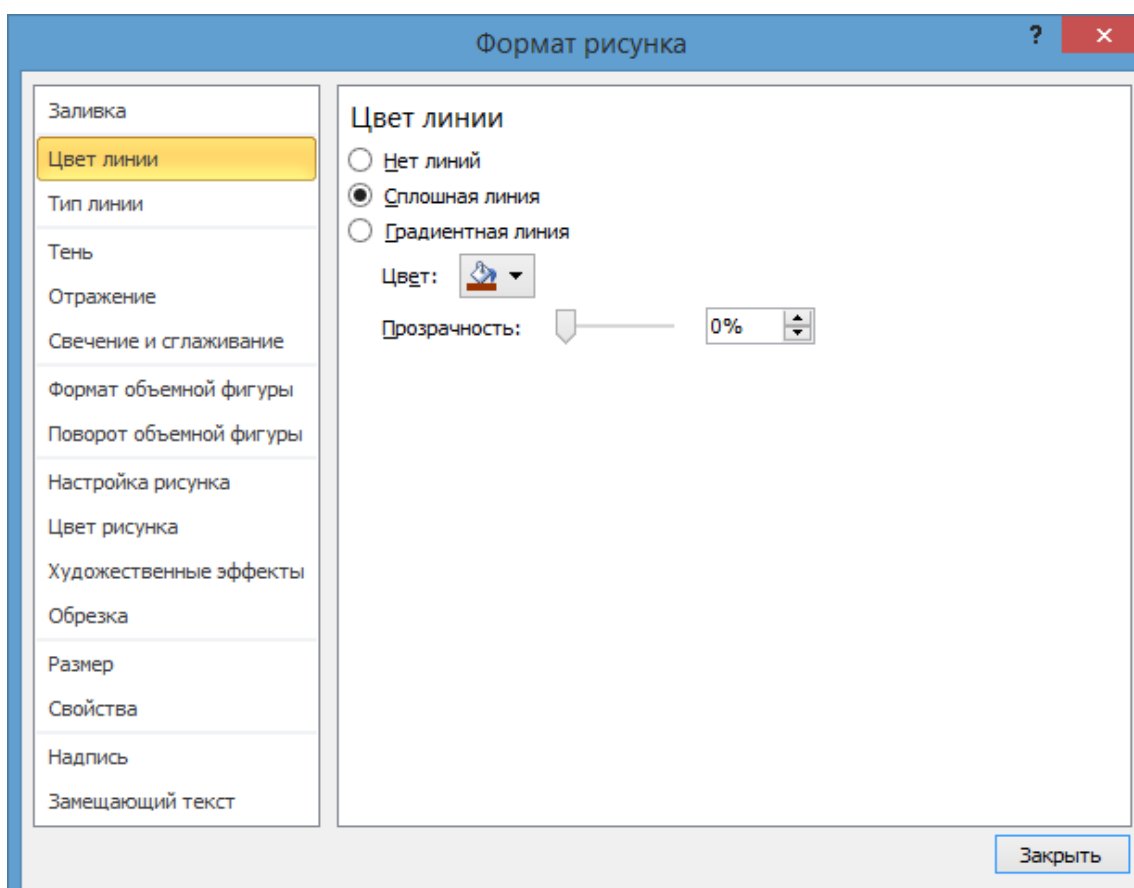 Формат рисунка
?
Заливка
Цвет линии
Тип линии
Тень
Отражение
Свечение и сглаживание
Формат объемной фигуры
Поворот объемной фигуры
Настройка рисунка
Цвет рисунка
Художественные эффекты
Обрезка
Размер
Свойства
Надпись
Замещающий текст
Цвет линии
Нет линий
Сплошная линия
Градиентная линия
Цвет:
Прозрачность: 0%
Закрыть